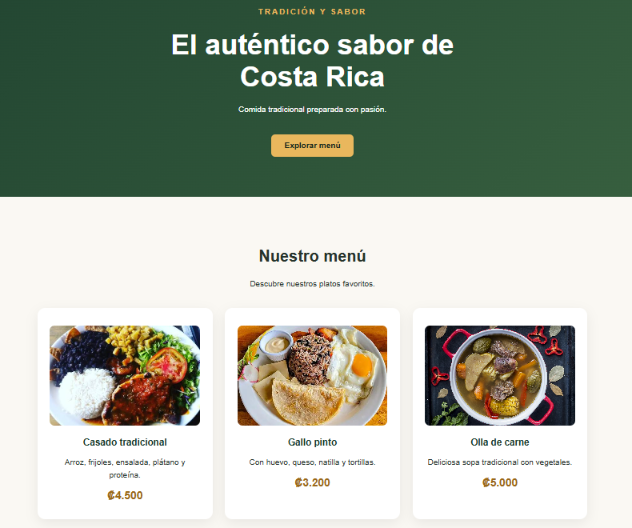 TRADICIÓN Y SABOR
El auténtico sabor de
Costa Rica
Comida tradicional preparada con pasión.
Explorar menú
Nuestro menú
Descubre nuestros platos favoritos.
Casado tradicional
Arroz, frijoles, ensalada, plátano y
proteína.
₡4.500
Gallo pinto
Con huevo, queso, natilla y tortillas.
₡3.200
Olla de carne
Deliciosa sopa tradicional con vegetales.
₡5.000